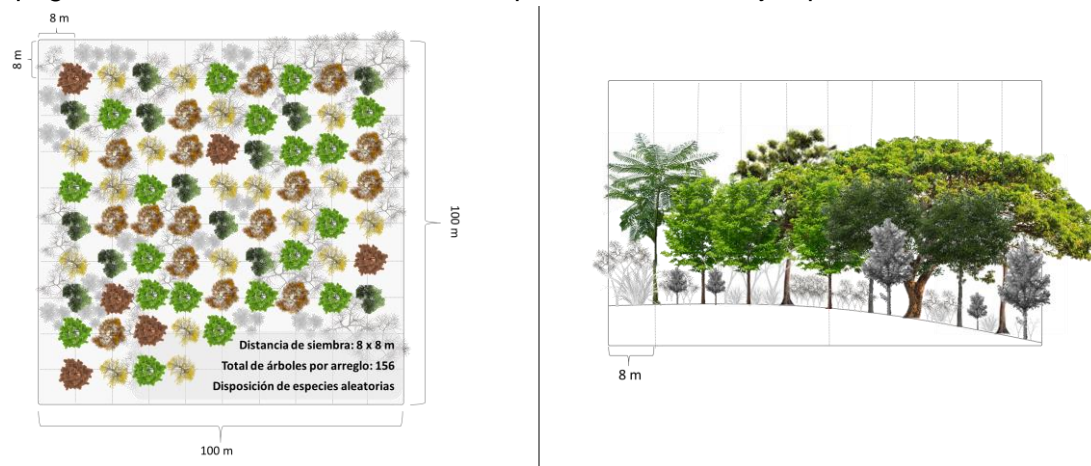 8 m
8 m
100 m
Distancia de siembra: 8 x 8 m
Total de árboles por arreglo: 156
Disposición de especies aleatorias
100 m
8 m